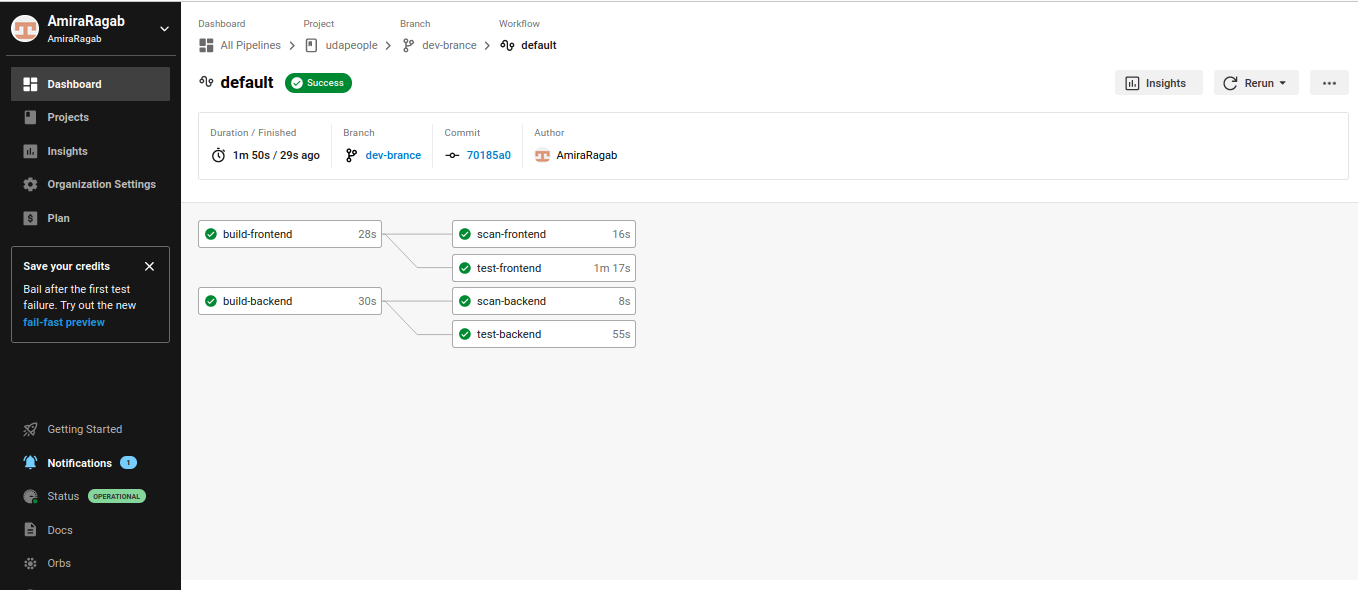 AmiraRagab
AmiraRagab
Dashboard
Projects
Insights
Organization Settings
Plan
Save your credits
Bail after the first test
failure. Try out the new
fail-fast preview
Getting Started
Notifications 1
Status OPERATIONAL
Docs
Orbs
Dashboard Project Branch Workflow
All Pipelines udapeople dev-brance default
default Success
Insights Rerun
Duration / Finished Branch Commit Author
1m 50s / 29s ago dev-brance 70185a0 AmiraRagab
build-frontend 28s scan-frontend 16s
test-frontend 1m 17s
build-backend 30s scan-backend 8s
test-backend 55s